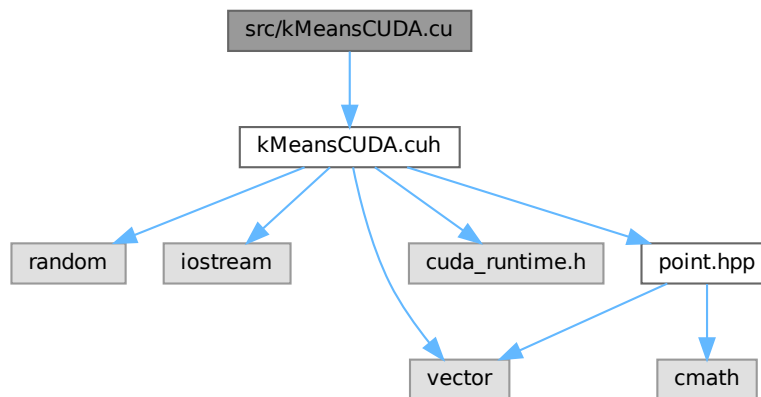 src/kMeansCUDA.cu
kMeansCUDA.cuh
random
iostream
cuda_runtime.h
point.hpp
vector
cmath